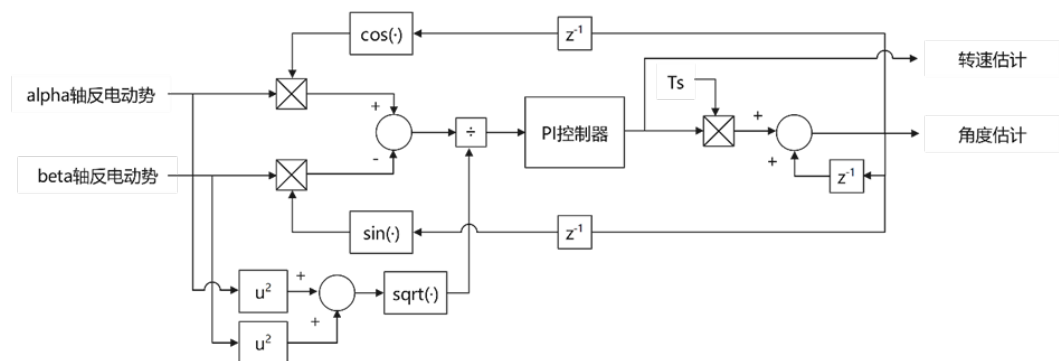 cos(·)
z⁻¹
转速估计
alpha轴反电动势
Ts
+
÷
PI控制器
+
角度估计
-
+
beta轴反电动势
z⁻¹
sin(·)
z⁻¹
u²
+
sqrt(·)
+
u²